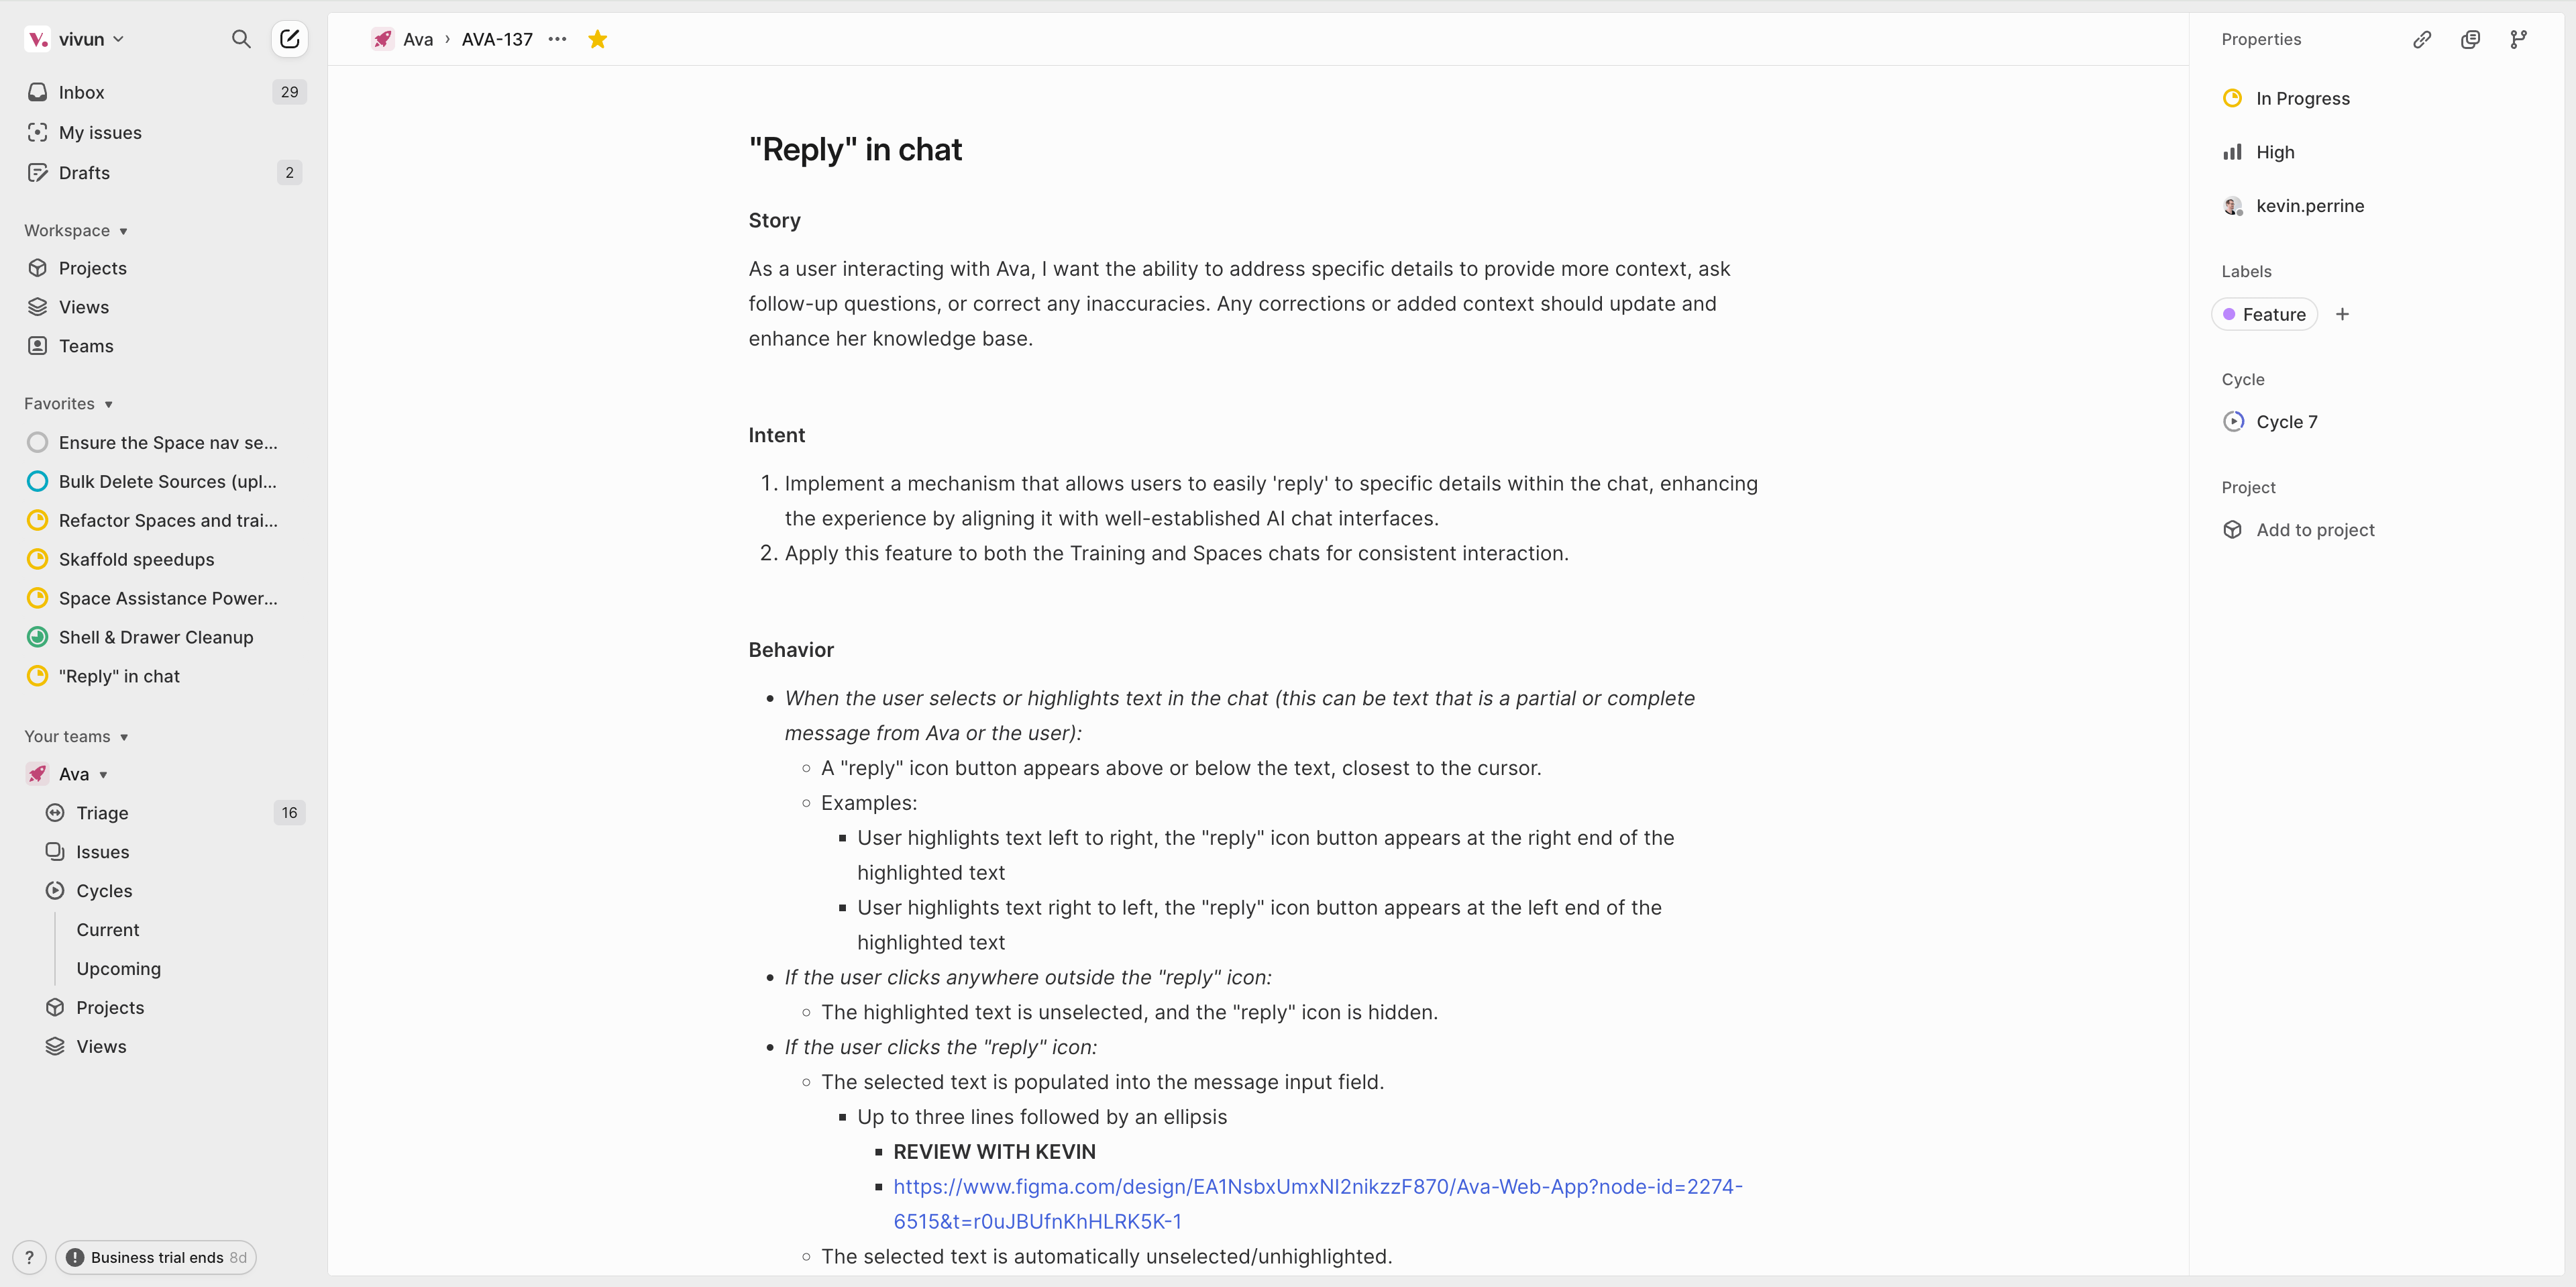 vivun
Inbox
29
My issues
Drafts
2
Workspace
Projects
Views
Teams
Favorites
Ensure the Space nav se...
Bulk Delete Sources (upl...
Refactor Spaces and trai...
Skaffold speedups
Space Assistance Power...
Shell & Drawer Cleanup
"Reply" in chat
Your teams
Ava
Triage
16
Issues
Cycles
Current
Upcoming
Projects
Views
?
Business trial ends 8d
Ava › AVA-137 •••
"Reply" in chat
Story
As a user interacting with Ava, I want the ability to address specific details to provide more context, ask
follow-up questions, or correct any inaccuracies. Any corrections or added context should update and
enhance her knowledge base.
Intent
1. Implement a mechanism that allows users to easily 'reply' to specific details within the chat, enhancing
the experience by aligning it with well-established AI chat interfaces.
2. Apply this feature to both the Training and Spaces chats for consistent interaction.
Behavior
• When the user selects or highlights text in the chat (this can be text that is a partial or complete
message from Ava or the user):
◦ A "reply" icon button appears above or below the text, closest to the cursor.
◦ Examples:
▪ User highlights text left to right, the "reply" icon button appears at the right end of the
highlighted text
▪ User highlights text right to left, the "reply" icon button appears at the left end of the
highlighted text
• If the user clicks anywhere outside the "reply" icon:
◦ The highlighted text is unselected, and the "reply" icon is hidden.
• If the user clicks the "reply" icon:
◦ The selected text is populated into the message input field.
▪ Up to three lines followed by an ellipsis
▪ REVIEW WITH KEVIN
▪ https://www.figma.com/design/EA1NsbxUmxNI2nikzzF870/Ava-Web-App?node-id=2274-
6515&t=r0uJBUfnKhHLRK5K-1
◦ The selected text is automatically unselected/unhighlighted.
Properties
In Progress
High
kevin.perrine
Labels
Feature
+
Cycle
Cycle 7
Project
Add to project